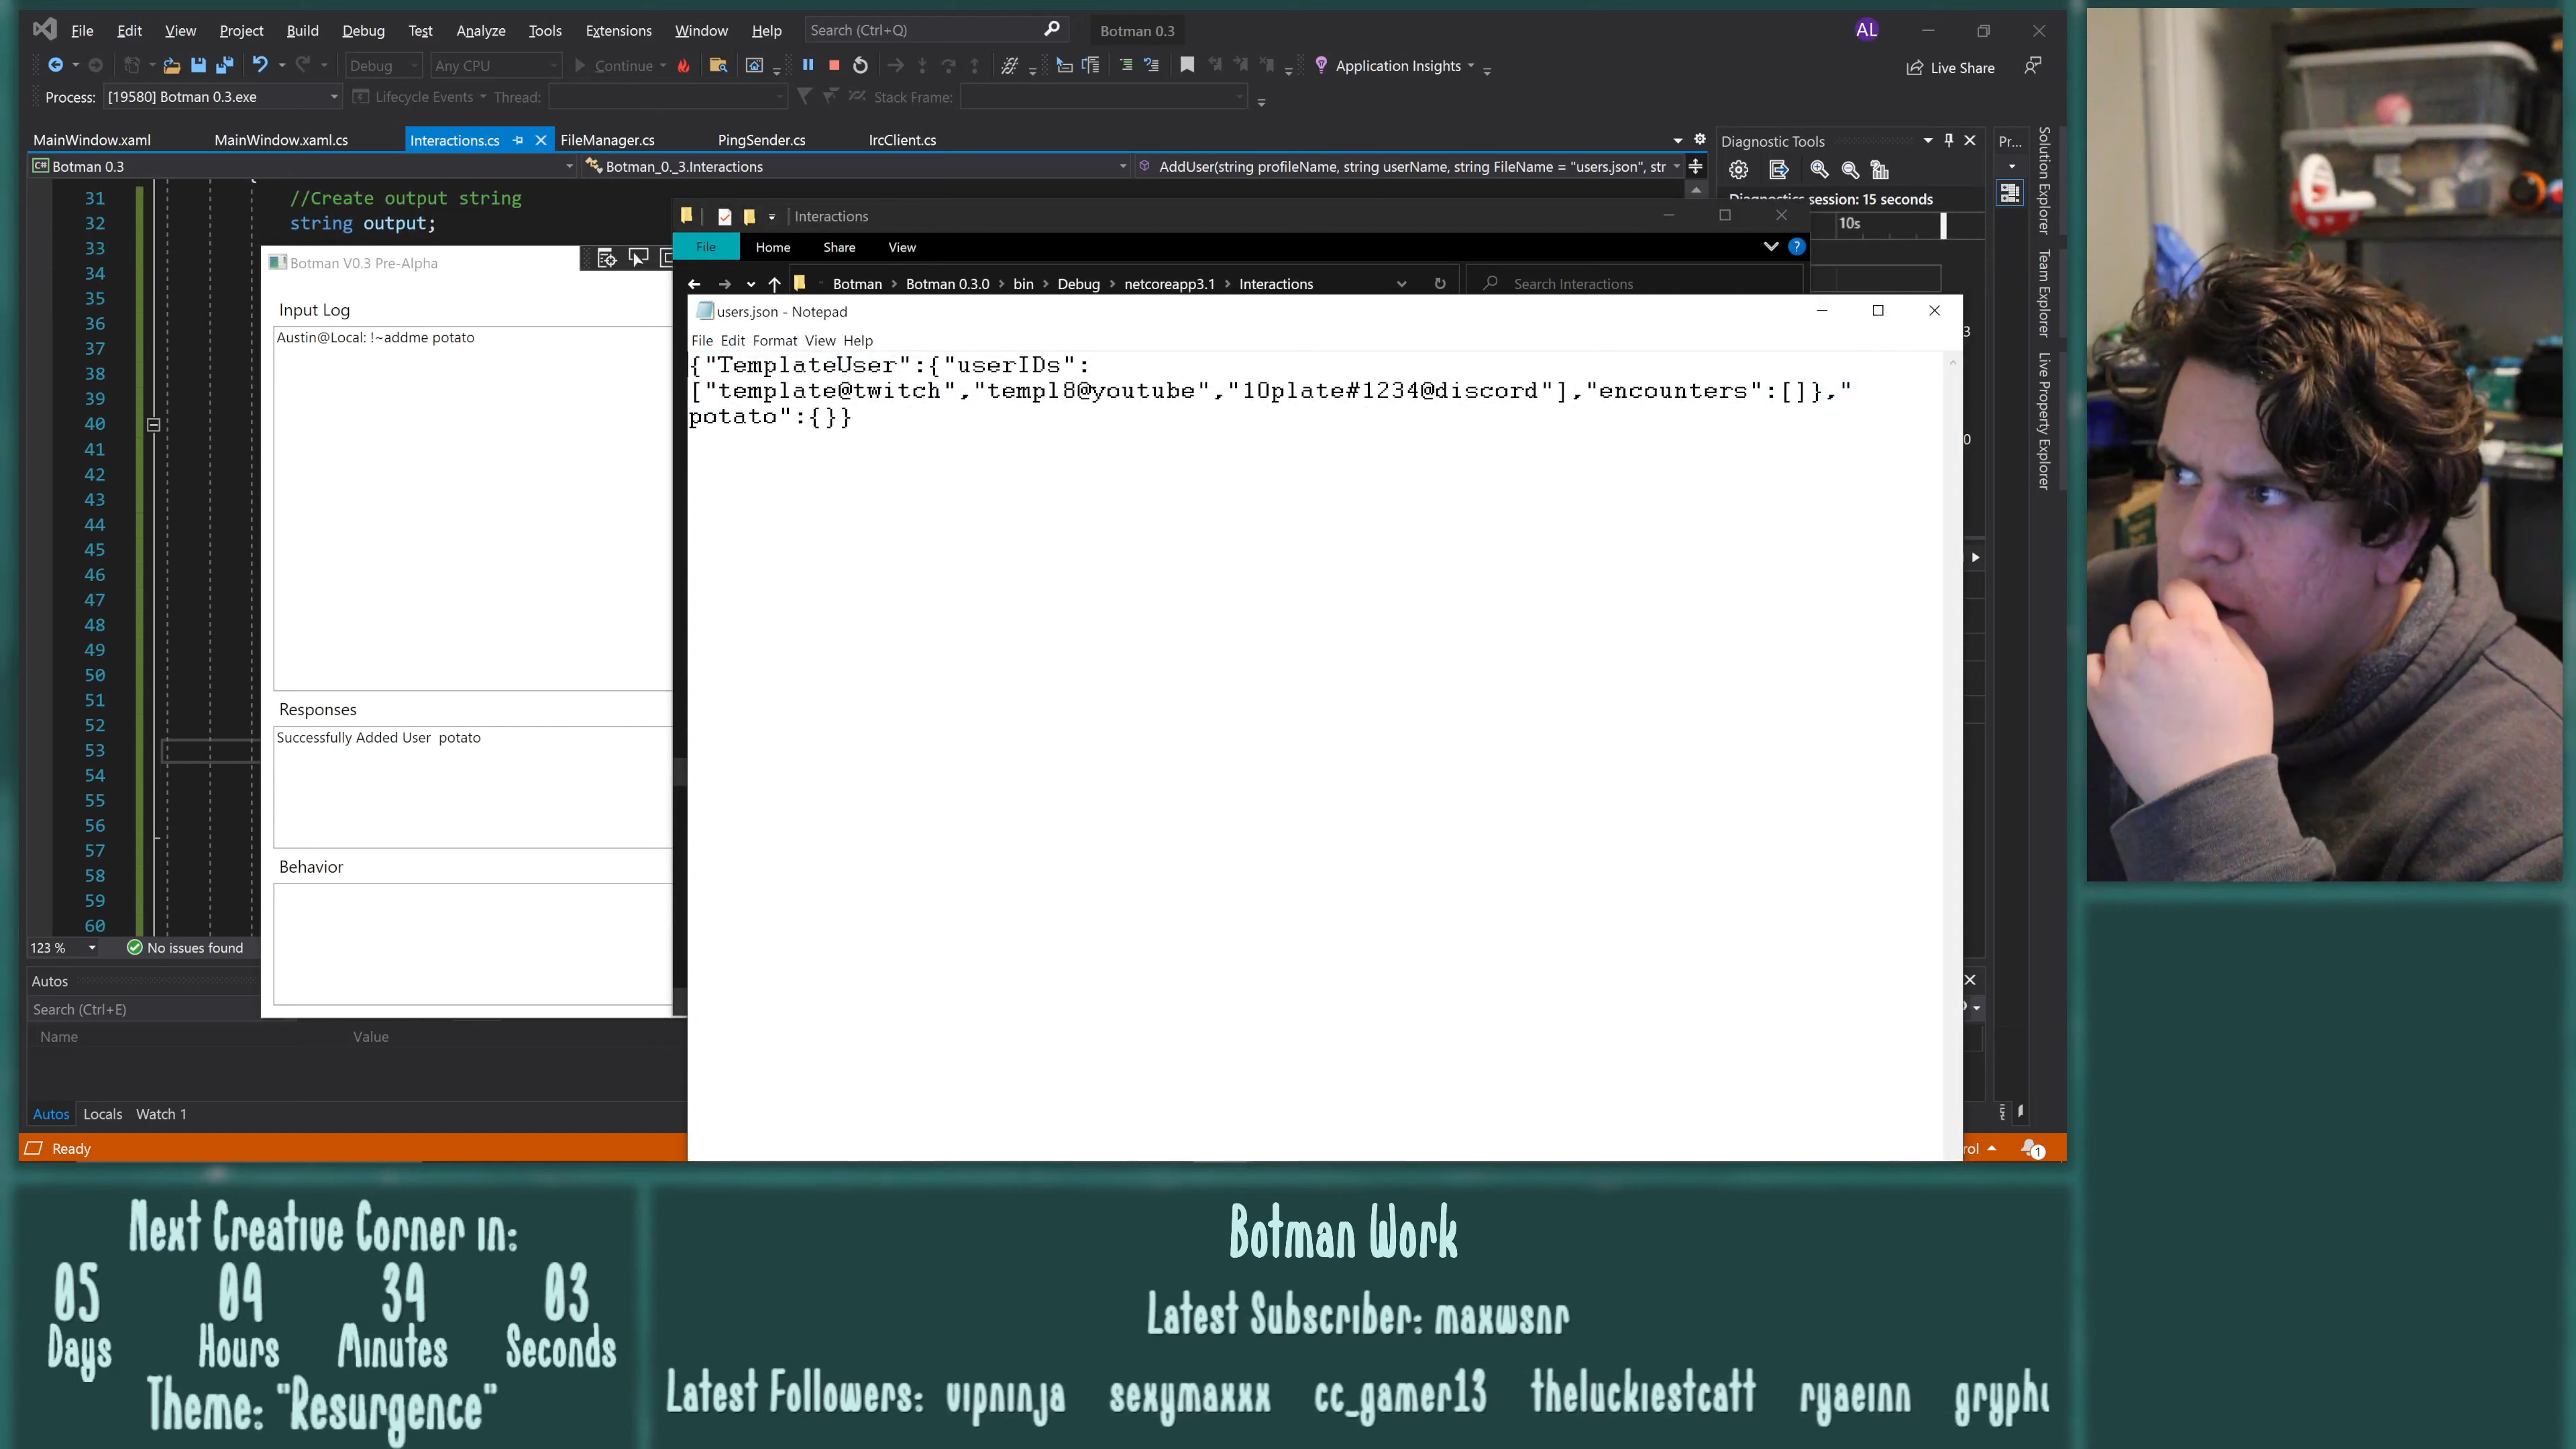 File Edit View Project Build Debug Test Analyze Tools Extensions Window Help Search (Ctrl+Q) Botman 0.3 AL
Debug Any CPU Continue Application Insights Live Share
Process: [19580] Botman 0.3.exe Lifecycle Events Thread: Stack Frame:
MainWindow.xaml MainWindow.xaml.cs Interactions.cs FileManager.cs PingSender.cs IrcClient.cs
Diagnostic Tools Pr...
C# Botman 0.3 Botman_0._3.Interactions AddUser(string profileName, string userName, string FileName = "users.json", str
session: 15 seconds
10s
Solution Explorer
Team Explorer
Live Property Explorer
31 //Create output string
32 string output;
33
34
35
36
37
38
39
40
41
42
43
44
45
46
47
48
49
50
51
52
53
54
55
56
57
58
59
60
Botman V0.3 Pre-Alpha
Input Log
Austin@Local: !~addme potato
Responses
Successfully Added User  potato
Behavior
Interactions
File Home Share View
Botman Botman 0.3.0 bin Debug netcoreapp3.1 Interactions Search Interactions
users.json - Notepad
File Edit Format View Help
{"TemplateUser":{"userIDs":
["template@twitch","templ8@youtube","10plate#1234@discord"],"encounters":[]},"
potato":{}}
3
0
123 % No issues found
Autos
Search (Ctrl+E)
Name Value
Autos Locals Watch 1
Ready
rol 1
Next Creative Corner in:
05 09 39 03
Days Hours Minutes Seconds
Theme: "Resurgence"
Botman Work
Latest Subscriber: maxwsnr
Latest Followers: vipninja sexymaxxx cc_gamer13 theluckiestcatt ryaeinn